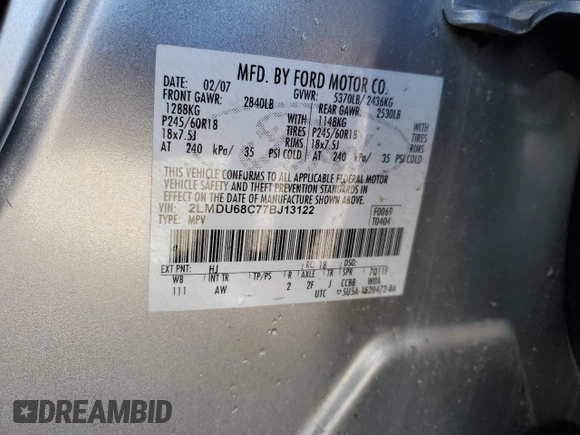 MFD. BY FORD MOTOR CO.
DATE: 02/07 GVWR: 5370LB/2436KG
FRONT GAWR: 2840LB REAR GAWR: 2530LB
1288KG WITH 1148KG WITH
P245/60R18 TIRES P245/60R18 TIRES
18x7.5J RIMS 18x7.5J RIMS
AT 240 kPa/ 35 PSI COLD AT 240 kPa/ 35 PSI COLD
THIS VEHICLE CONFORMS TO ALL APPLICABLE FEDERAL MOTOR
VEHICLE SAFETY AND THEFT PREVENTION STANDARDS IN
EFFECT ON THE DATE OF MANUFACTURE SHOWN ABOVE.
VIN: 2LMDU68C77BJ13122 F0069
TYPE: MPV T0404
EXT PNT: HJ RC: 18 DSO:
WB INT TR TP/PS R AXLE TR SPR
111 AW 2 2F J CCBB
UTC
DREAMBID